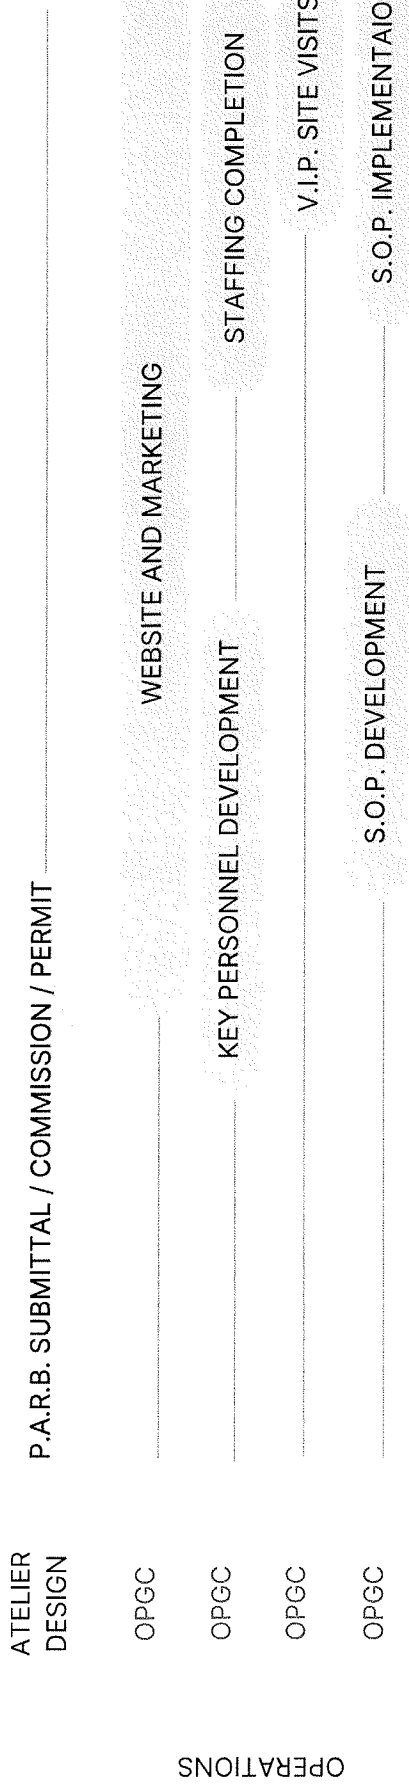 ATELIER
DESIGN
P.A.R.B. SUBMITTAL / COMMISSION / PERMIT
OPERATIONS
OPGC
WEBSITE AND MARKETING
OPGC
KEY PERSONNEL DEVELOPMENT
STAFFING COMPLETION
OPGC
V.I.P. SITE VISITS
OPGC
S.O.P. DEVELOPMENT
S.O.P. IMPLEMENTAIO